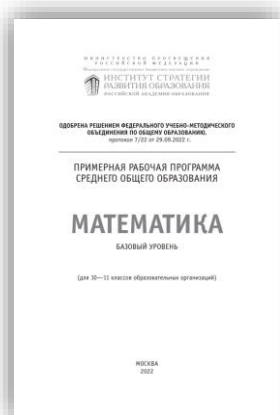 МИНИСТЕРСТВО ПРОСВЕЩЕНИЯ
РОССИЙСКОЙ ФЕДЕРАЦИИ
ИНСТИТУТ СТРАТЕГИИ
РАЗВИТИЯ ОБРАЗОВАНИЯ
РОССИЙСКОЙ АКАДЕМИИ ОБРАЗОВАНИЯ
ОДОБРЕНА РЕШЕНИЕМ ФЕДЕРАЛЬНОГО УЧЕБНО-МЕТОДИЧЕСКОГО
ОБЪЕДИНЕНИЯ ПО ОБЩЕМУ ОБРАЗОВАНИЮ,
протокол 7/22 от 29.09.2022 г.
ПРИМЕРНАЯ РАБОЧАЯ ПРОГРАММА
СРЕДНЕГО ОБЩЕГО ОБРАЗОВАНИЯ
МАТЕМАТИКА
БАЗОВЫЙ УРОВЕНЬ
(для 10—11 классов образовательных организаций)
МОСКВА
2022